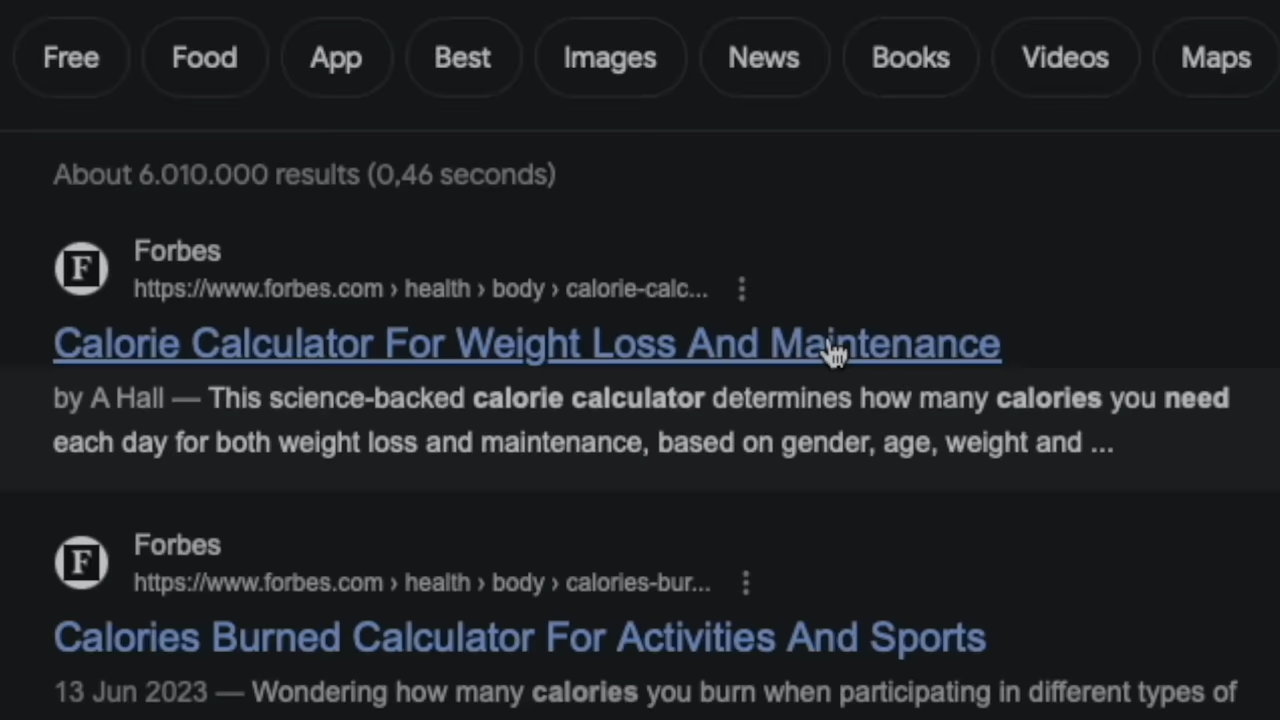 Free Food App Best Images News Books Videos Maps
About 6.010.000 results (0,46 seconds)
F
Forbes
https://www.forbes.com › health › body › calorie-calc...
Calorie Calculator For Weight Loss And Maintenance
by A Hall — This science-backed calorie calculator determines how many calories you need
each day for both weight loss and maintenance, based on gender, age, weight and ...
F
Forbes
https://www.forbes.com › health › body › calories-bur...
Calories Burned Calculator For Activities And Sports
13 Jun 2023 — Wondering how many calories you burn when participating in different types of